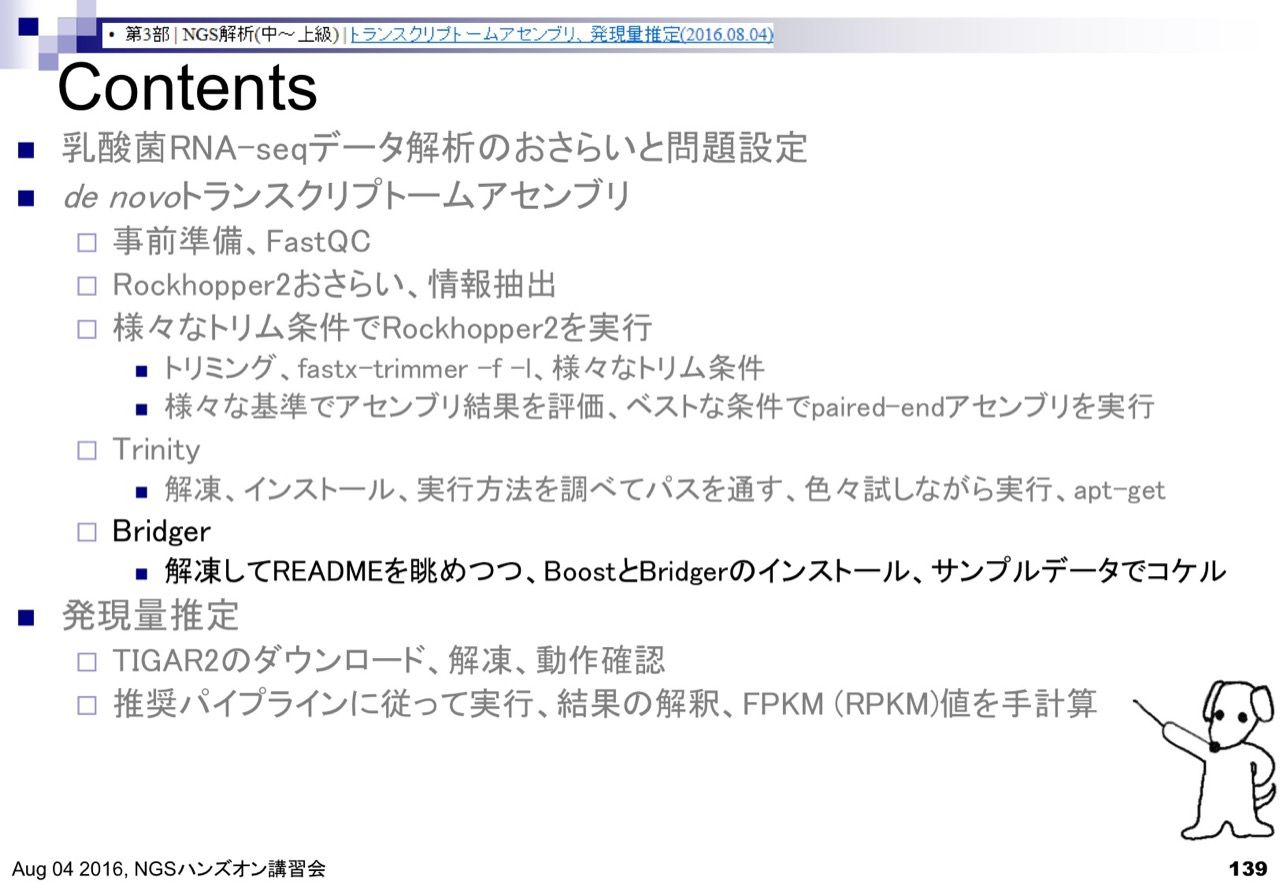 • 第3部 | NGS解析(中～上級) | トランスクリプトームアセンブリ、発現量推定(2016.08.04)
Contents
乳酸菌RNA-seqデータ解析のおさらいと問題設定
de novoトランスクリプトームアセンブリ
事前準備、FastQC
Rockhopper2おさらい、情報抽出
様々なトリム条件でRockhopper2を実行
トリミング、fastx-trimmer -f -l、様々なトリム条件
様々な基準でアセンブリ結果を評価、ベストな条件でpaired-endアセンブリを実行
Trinity
解凍、インストール、実行方法を調べてパスを通す、色々試しながら実行、apt-get
Bridger
解凍してREADMEを眺めつつ、BoostとBridgerのインストール、サンプルデータでコケル
発現量推定
TIGAR2のダウンロード、解凍、動作確認
推奨パイプラインに従って実行、結果の解釈、FPKM (RPKM)値を手計算
Aug 04 2016, NGSハンズオン講習会
139